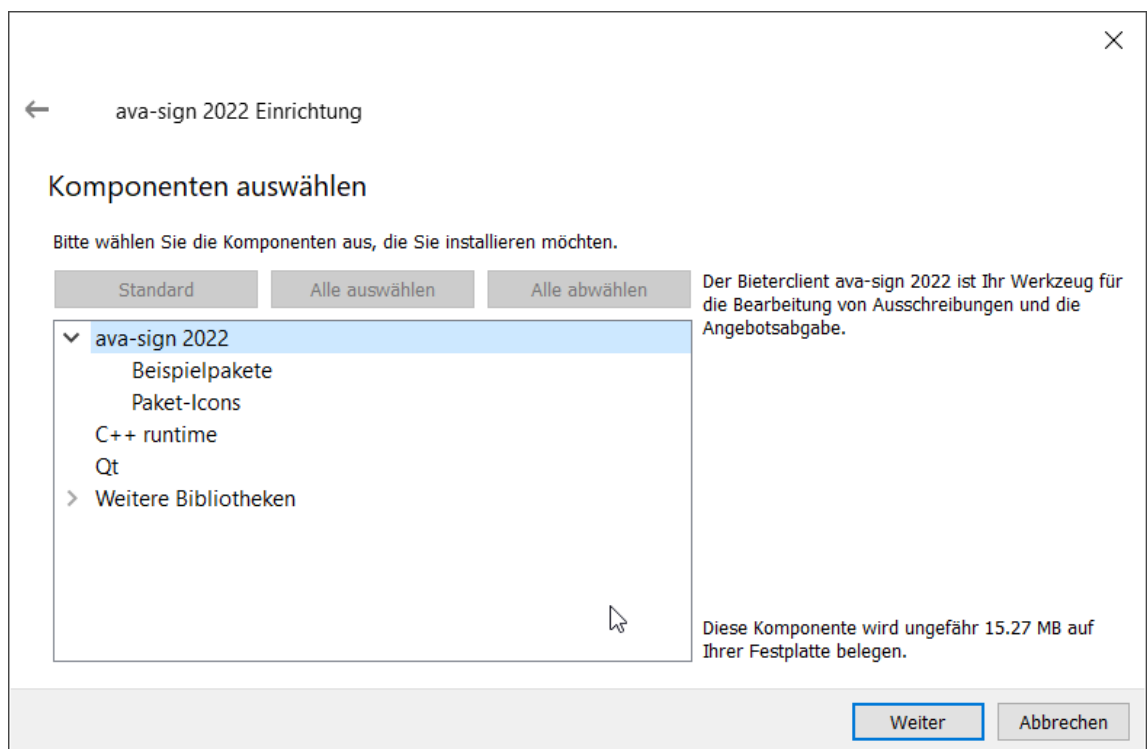 ava-sign 2022 Einrichtung
Komponenten auswählen
Bitte wählen Sie die Komponenten aus, die Sie installieren möchten.
Standard
Alle auswählen
Alle abwählen
ava-sign 2022
Beispielpakete
Paket-Icons
C++ runtime
Qt
Weitere Bibliotheken
Der Bieterclient ava-sign 2022 ist Ihr Werkzeug für
die Bearbeitung von Ausschreibungen und die
Angebotsabgabe.
Diese Komponente wird ungefähr 15.27 MB auf
Ihrer Festplatte belegen.
Weiter
Abbrechen